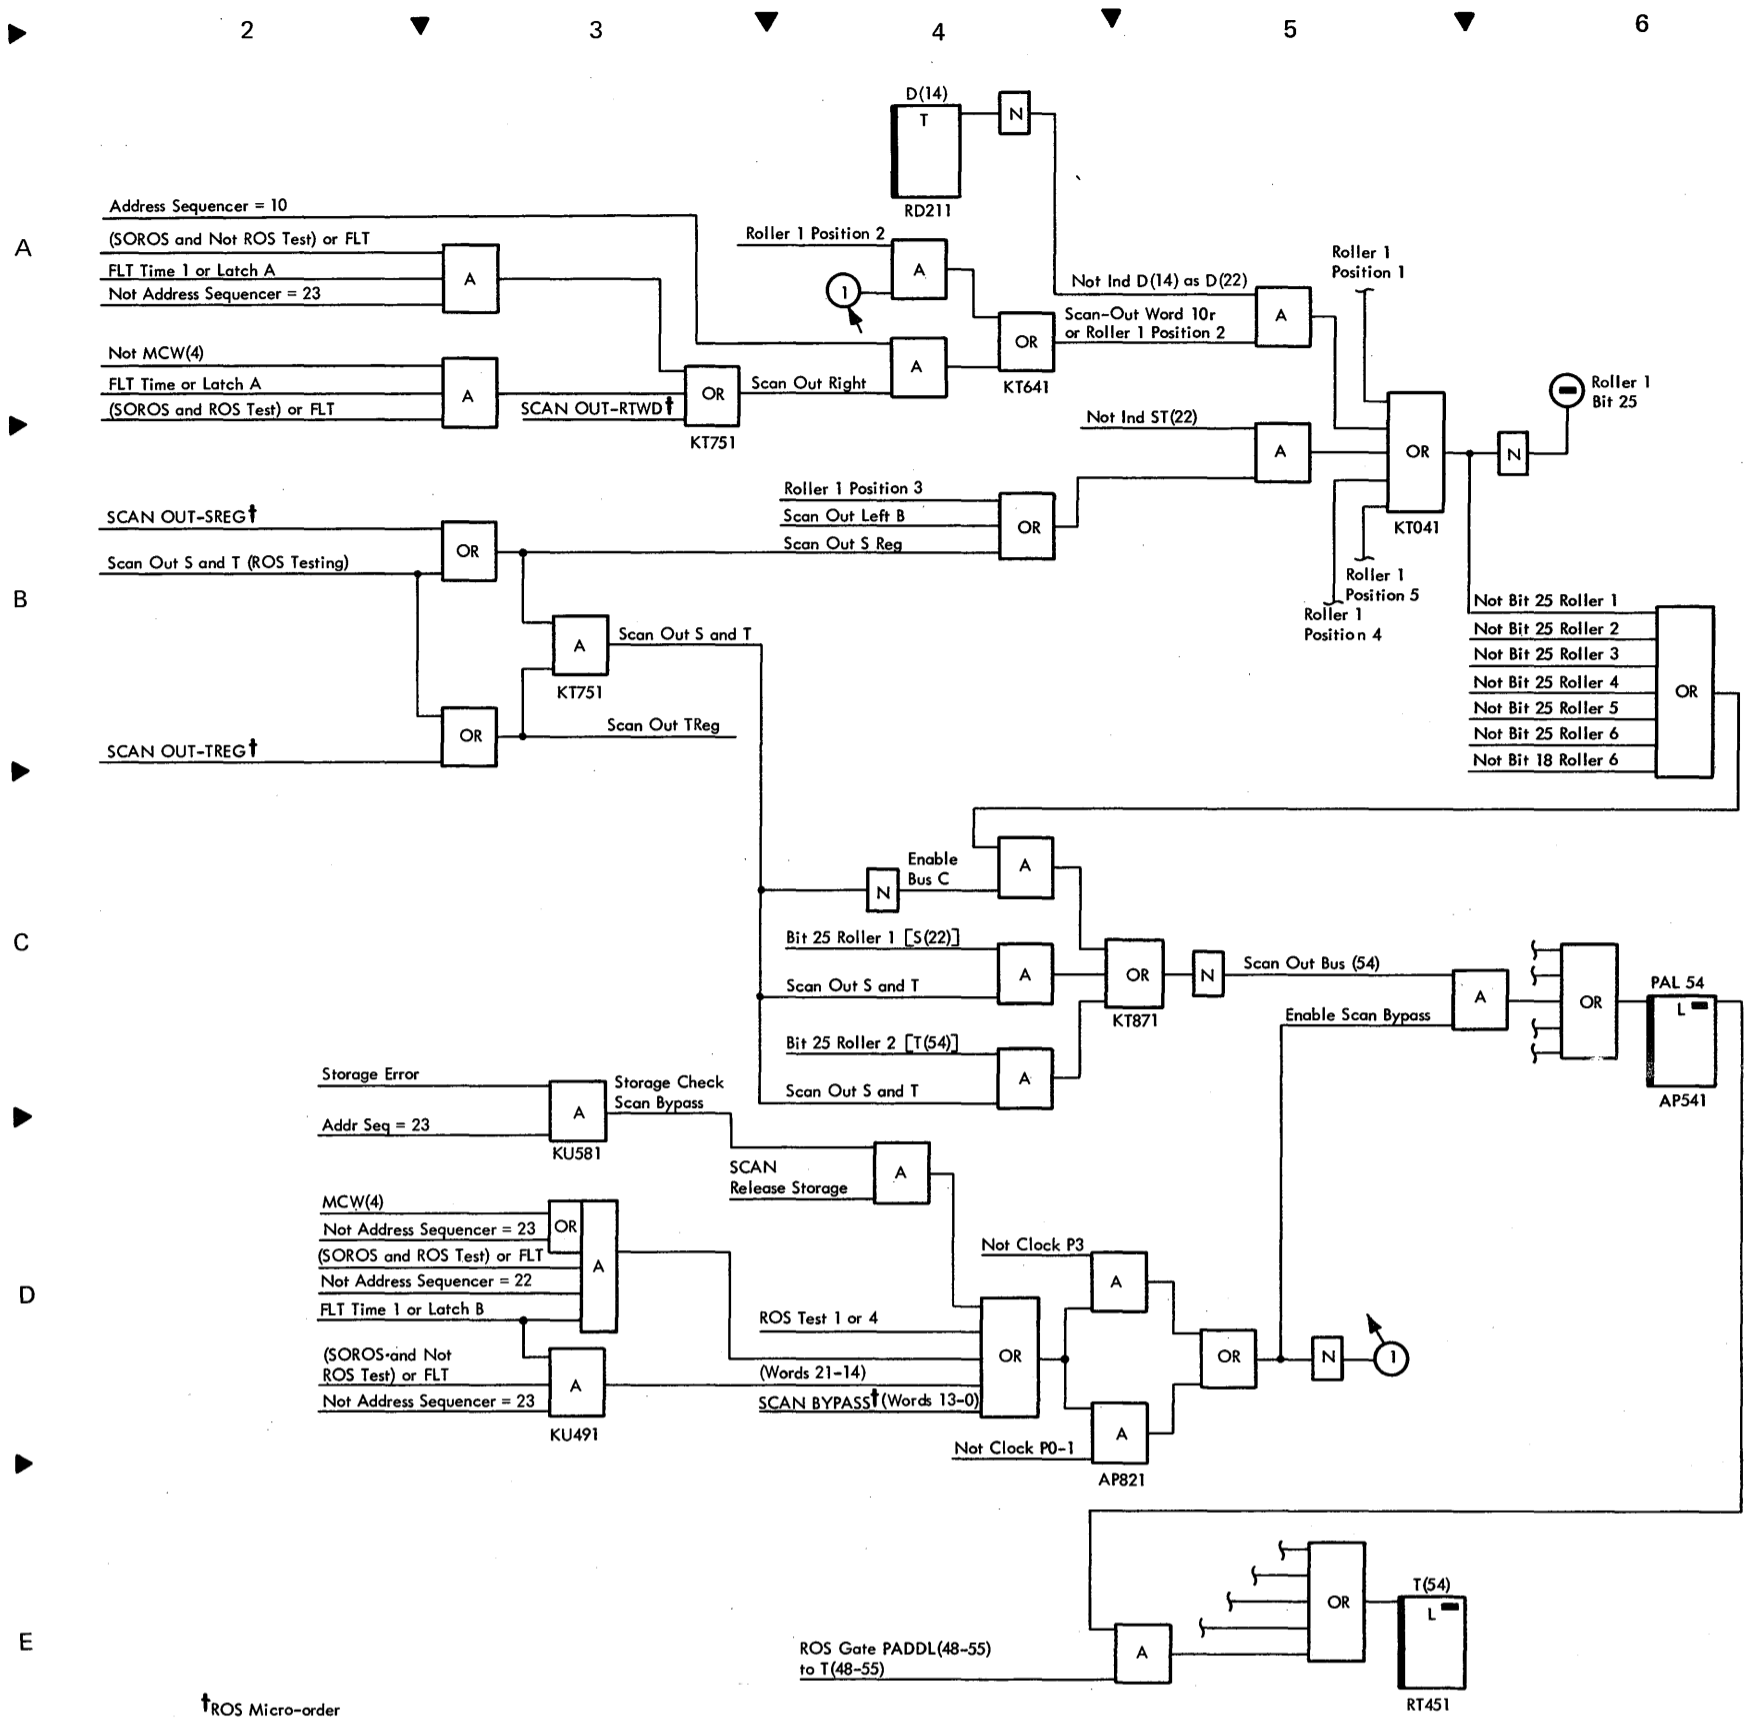 2 3 4 5 6
D(14)
T
N
RD211
A
Address Sequencer = 10
(SOROS and Not ROS Test) or FLT
FLT Time 1 or Latch A
Not Address Sequencer = 23
A
Roller 1 Position 2
A
1
Not Ind D(14) as D(22)
Scan-Out Word 10r
or Roller 1 Position 2
A
Roller 1
Position 1
Not MCW(4)
FLT Time or Latch A
(SOROS and ROS Test) or FLT
A
SCAN OUT-RTWD†
OR
KT751
Scan Out Right
A
OR
KT641
Not Ind ST(22)
A
OR
KT041
N
Roller 1
Bit 25
B
SCAN OUT-SREG†
Scan Out S and T (ROS Testing)
OR
Roller 1 Position 3
Scan Out Left B
Scan Out S Reg
OR
Roller 1
Position 5
Roller 1
Position 4
A
KT751
Scan Out S and T
SCAN OUT-TREG†
OR
Scan Out TReg
Not Bit 25 Roller 1
Not Bit 25 Roller 2
Not Bit 25 Roller 3
Not Bit 25 Roller 4
Not Bit 25 Roller 5
Not Bit 25 Roller 6
Not Bit 18 Roller 6
OR
C
N
Enable
Bus C
A
Bit 25 Roller 1 [S(22)]
Scan Out S and T
A
Bit 25 Roller 2 [T(54)]
Scan Out S and T
A
OR
KT871
N
Scan Out Bus (54)
Enable Scan Bypass
A
OR
PAL 54
L
AP541
Storage Error
Addr Seq = 23
A
KU581
Storage Check
Scan Bypass
SCAN
Release Storage
A
D
MCW(4)
Not Address Sequencer = 23
OR
(SOROS and ROS Test) or FLT
Not Address Sequencer = 22
FLT Time 1 or Latch B
A
(SOROS and Not
ROS Test) or FLT
Not Address Sequencer = 23
A
KU491
ROS Test 1 or 4
(Words 21-14)
SCAN BYPASS† (Words 13-0)
OR
Not Clock P3
A
Not Clock P0-1
A
AP821
OR
N
1
E
ROS Gate PADDL(48-55)
to T(48-55)
A
OR
T(54)
L
RT451
†ROS Micro-order